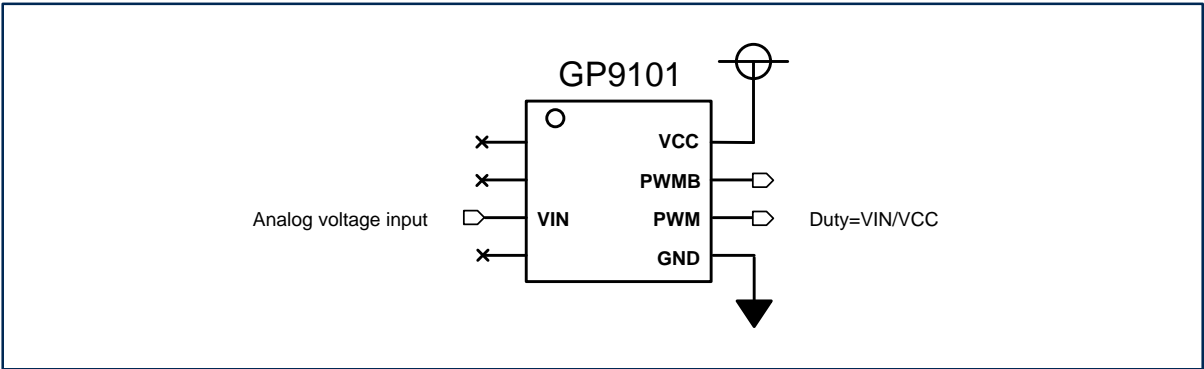 GP9101
VCC
PWMB
Analog voltage input VIN PWM Duty=VIN/VCC
GND